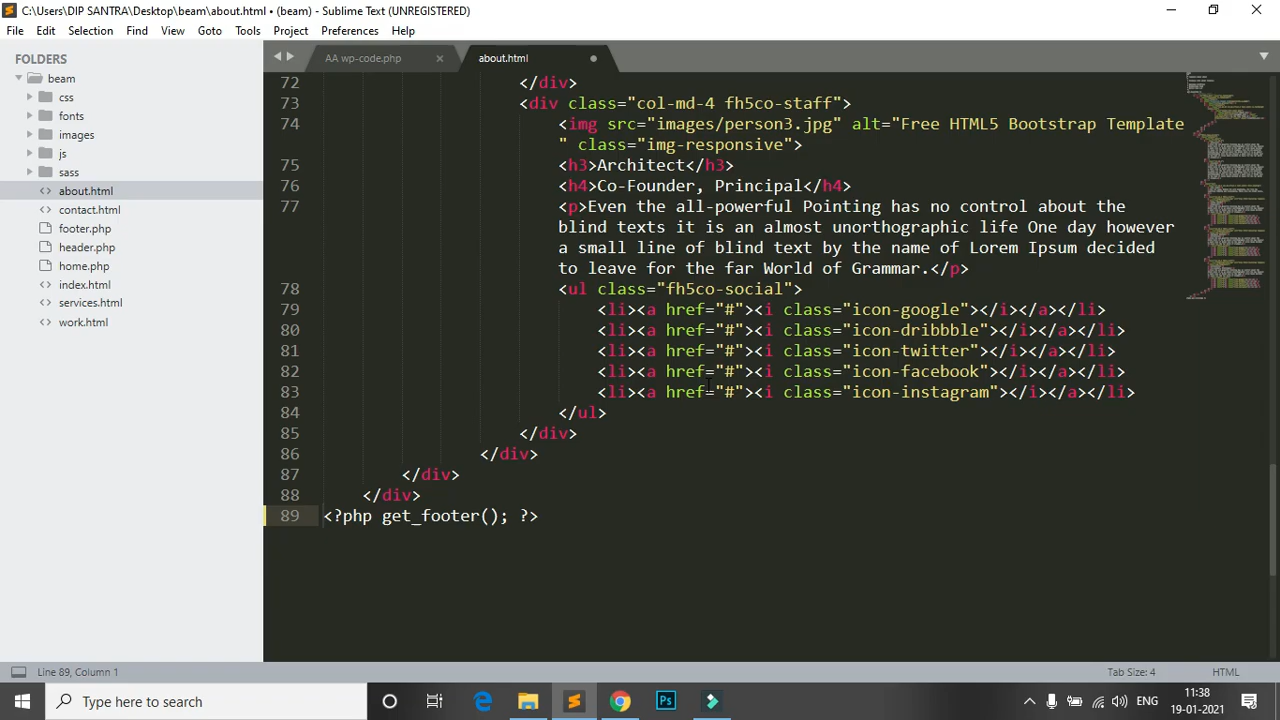 C:\Users\DIP SANTRA\Desktop\beam\about.html • (beam) - Sublime Text (UNREGISTERED)
File Edit Selection Find View Goto Tools Project Preferences Help
FOLDERS
beam
css
fonts
images
js
sass
about.html
contact.html
footer.php
header.php
home.php
index.html
services.html
work.html
AA wp-code.php
about.html
72 </div>
73 <div class="col-md-4 fh5co-staff">
74 <img src="images/person3.jpg" alt="Free HTML5 Bootstrap Template
" class="img-responsive">
75 <h3>Architect</h3>
76 <h4>Co-Founder, Principal</h4>
77 <p>Even the all-powerful Pointing has no control about the
blind texts it is an almost unorthographic life One day however
a small line of blind text by the name of Lorem Ipsum decided
to leave for the far World of Grammar.</p>
78 <ul class="fh5co-social">
79 <li><a href="#"><i class="icon-google"></i></a></li>
80 <li><a href="#"><i class="icon-dribbble"></i></a></li>
81 <li><a href="#"><i class="icon-twitter"></i></a></li>
82 <li><a href="#"><i class="icon-facebook"></i></a></li>
83 <li><a href="#"><i class="icon-instagram"></i></a></li>
84 </ul>
85 </div>
86 </div>
87 </div>
88 </div>
89 <?php get_footer(); ?>
Line 89, Column 1
Tab Size: 4
HTML
Type here to search
Ps
ENG
11:38
19-01-2021